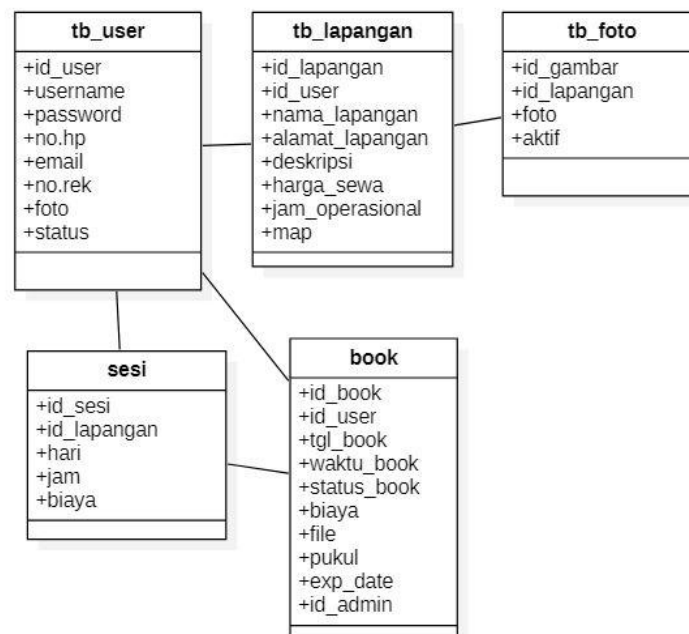 tb_user
+id_user
+username
+password
+no.hp
+email
+no.rek
+foto
+status
tb_lapangan
+id_lapangan
+id_user
+nama_lapangan
+alamat_lapangan
+deskripsi
+harga_sewa
+jam_operasional
+map
tb_foto
+id_gambar
+id_lapangan
+foto
+aktif
sesi
+id_sesi
+id_lapangan
+hari
+jam
+biaya
book
+id_book
+id_user
+tgl_book
+waktu_book
+status_book
+biaya
+file
+pukul
+exp_date
+id_admin